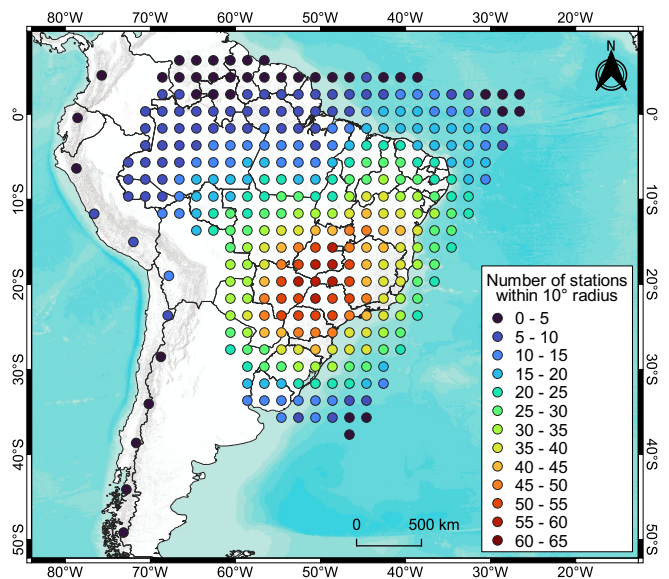 80°W 70°W 60°W 50°W 40°W 30°W 20°W
N
0° 0°
10°S 10°S
20°S 20°S
Number of stations
within 10° radius
0 - 5
5 - 10
10 - 15
15 - 20
20 - 25
25 - 30
30 - 35
35 - 40
40 - 45
45 - 50
50 - 55
55 - 60
60 - 65
30°S 30°S
40°S 40°S
0 500 km
50°S 50°S
80°W 70°W 60°W 50°W 40°W 30°W 20°W